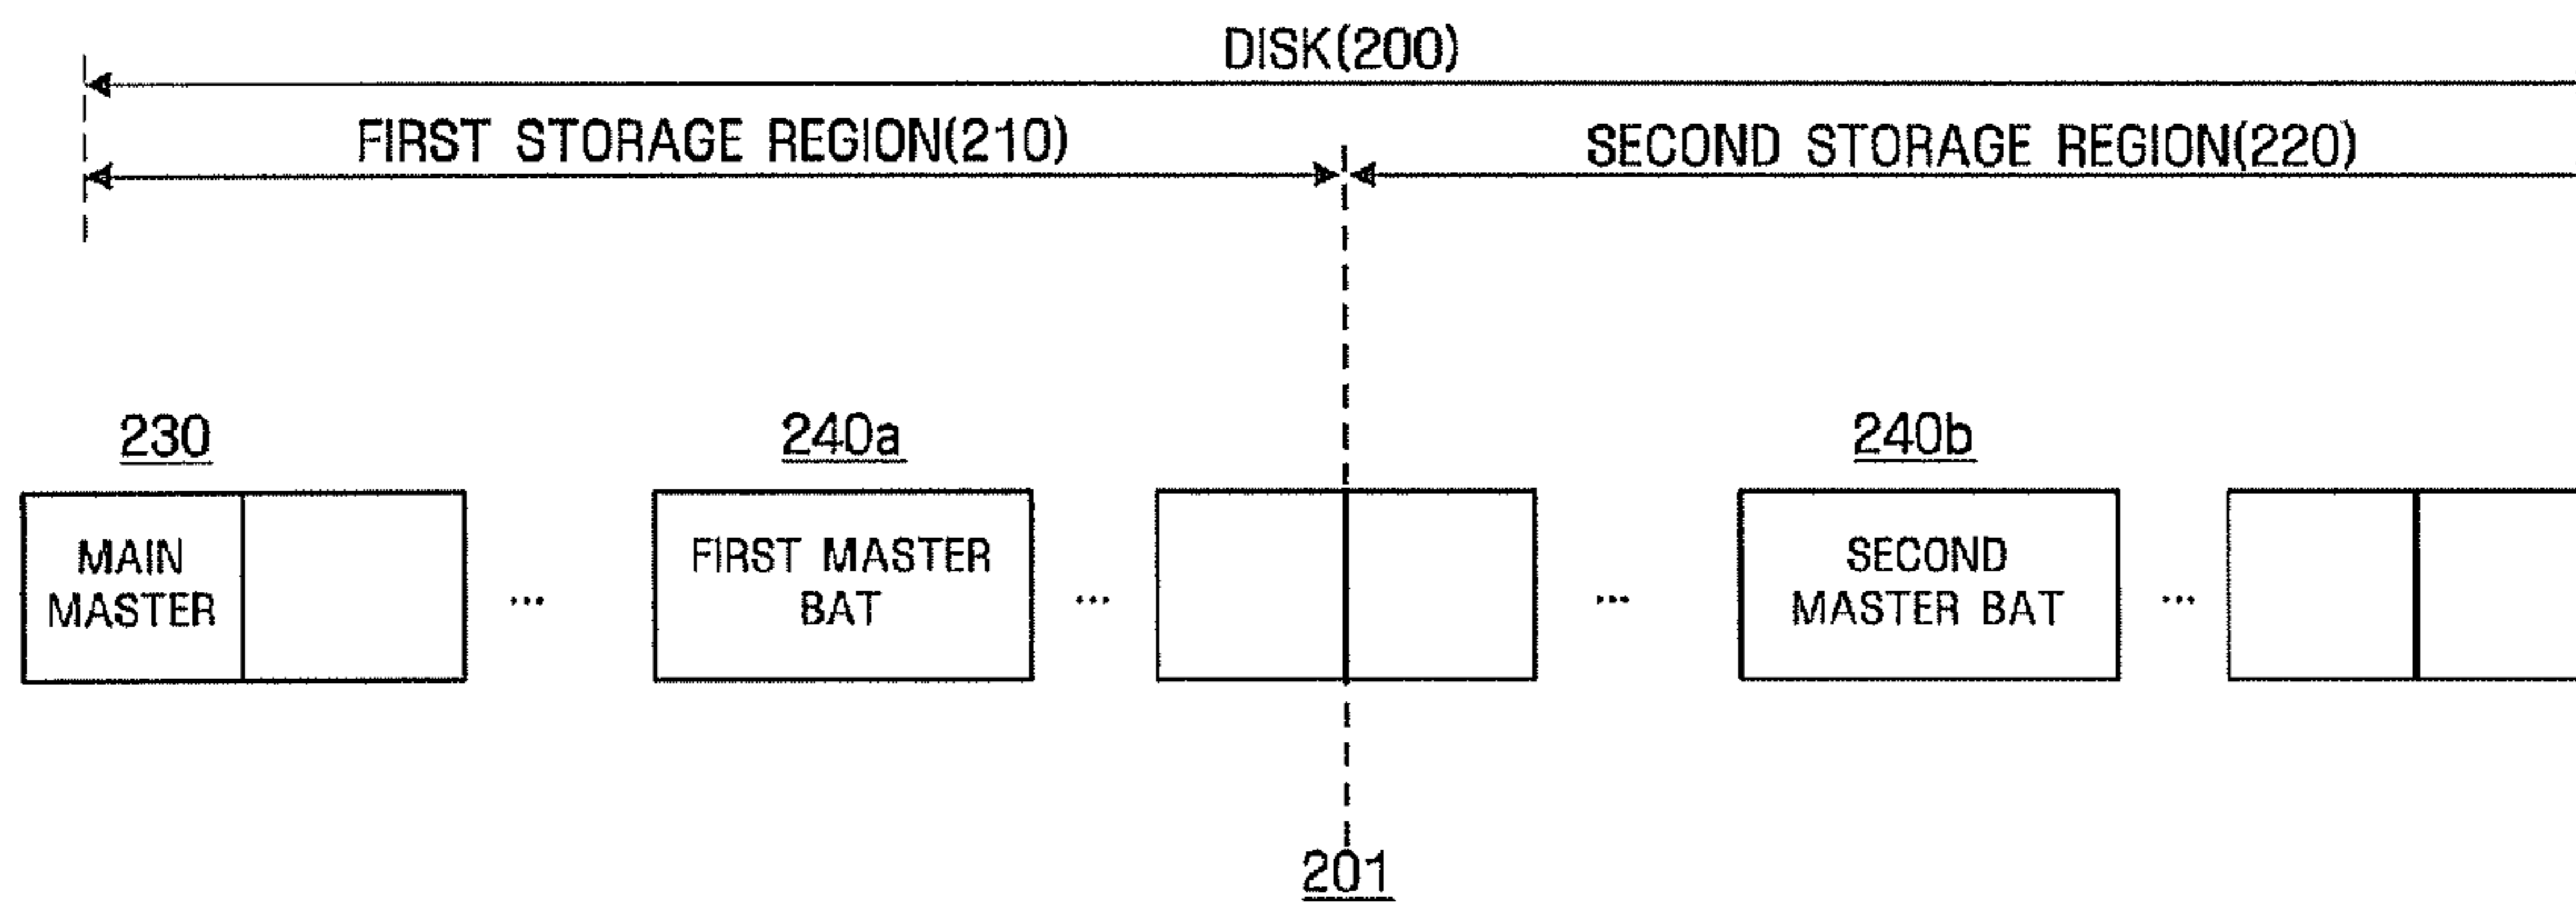 DISK(200)
FIRST STORAGE REGION(210)
SECOND STORAGE REGION(220)
230
240a
240b
MAIN
MASTER
...
FIRST MASTER
BAT
...
...
SECOND
MASTER BAT
...
201